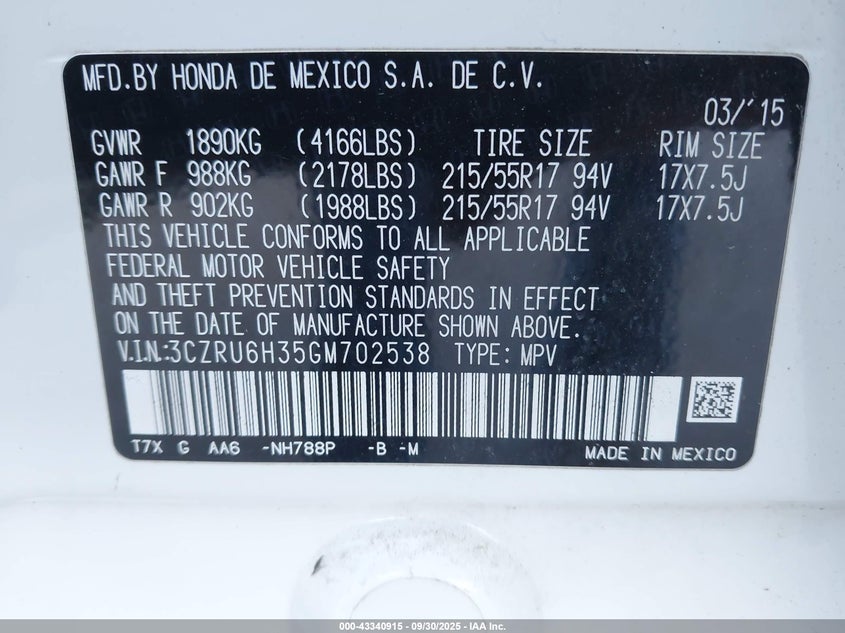 MFD.BY HONDA DE MEXICO S.A. DE C.V.
03/'15
GVWR 1890KG (4166LBS) TIRE SIZE RIM SIZE
GAWR F 988KG (2178LBS) 215/55R17 94V 17X7.5J
GAWR R 902KG (1988LBS) 215/55R17 94V 17X7.5J
THIS VEHICLE CONFORMS TO ALL APPLICABLE
FEDERAL MOTOR VEHICLE SAFETY
AND THEFT PREVENTION STANDARDS IN EFFECT
ON THE DATE OF MANUFACTURE SHOWN ABOVE.
V.I.N:3CZRU6H35GM702538 TYPE: MPV
T7X G AA6 -NH788P -B -M MADE IN MEXICO
000-43340915 - 09/30/2025 - IAA Inc.